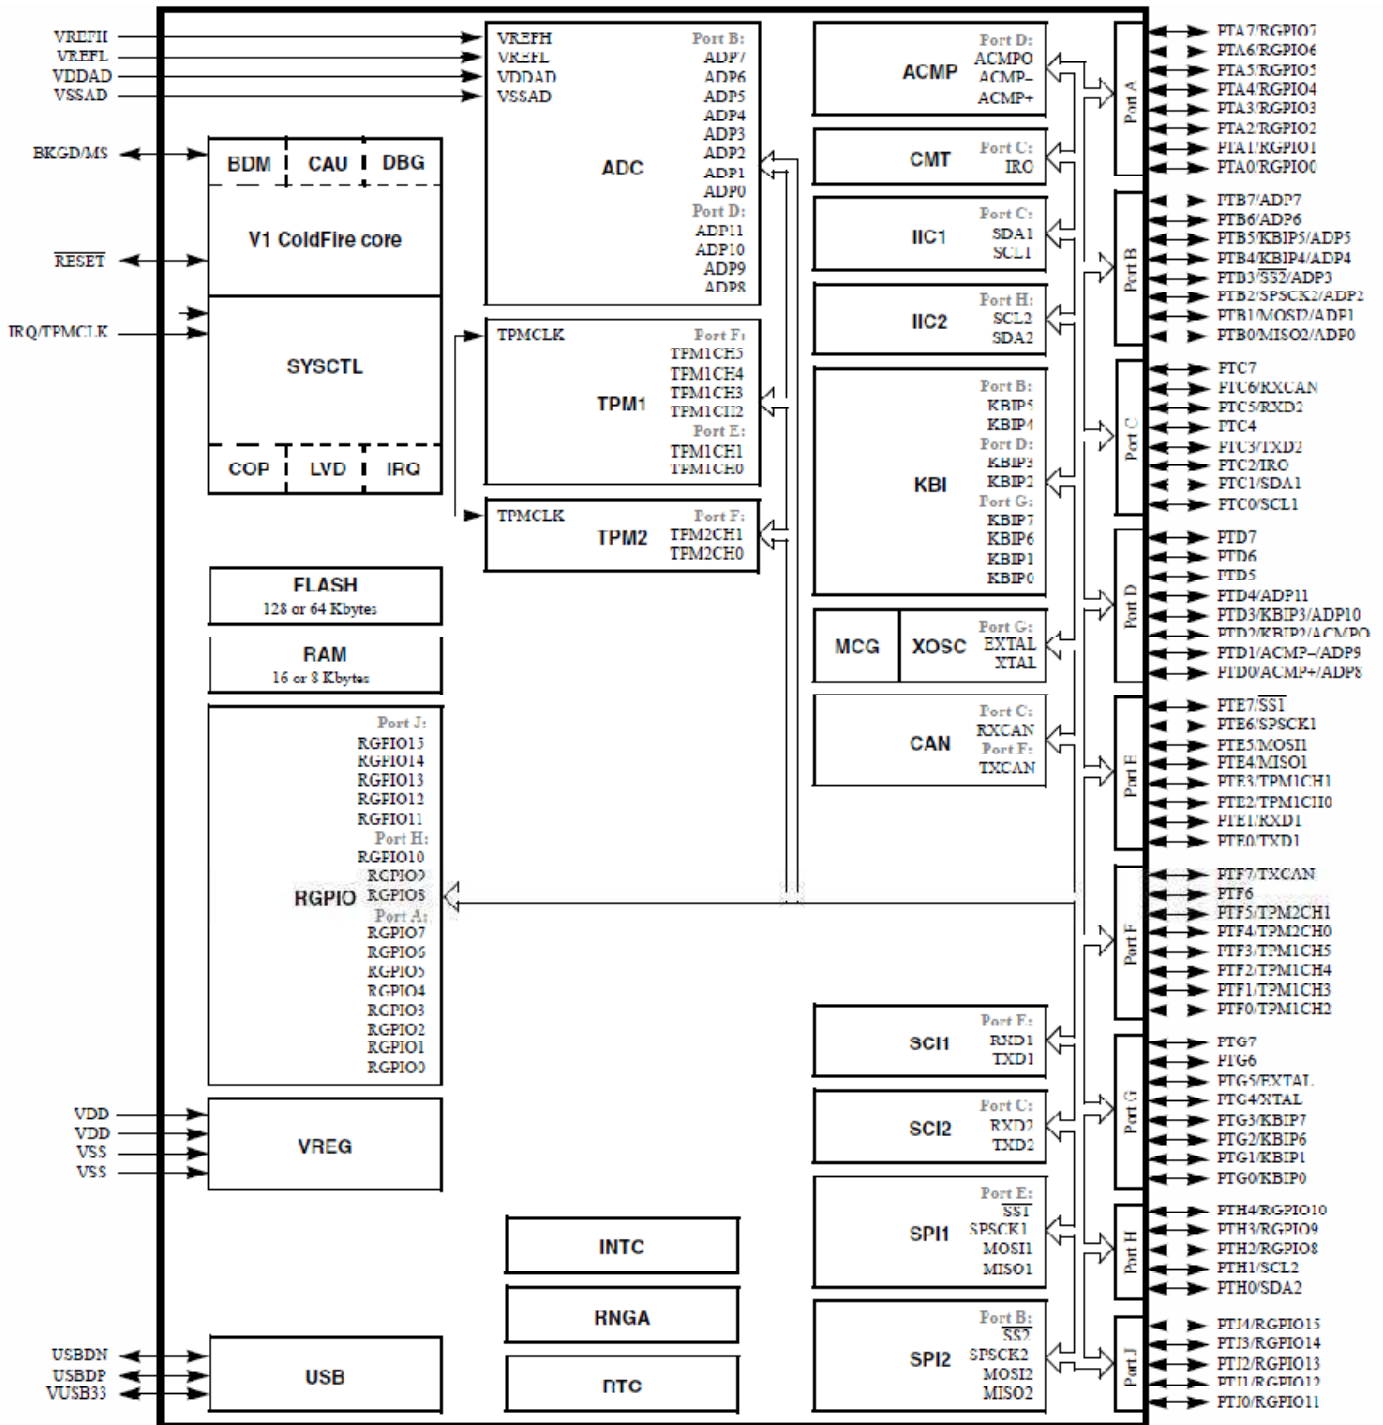 VREFH
VREFL
VDDAD
VSSAD
BKGD/MS
RESET
IRQ/TPMCLK
BDM CAU DBG
V1 ColdFire core
SYSCTL
COP LVD IRQ
FLASH
128 or 64 Kbytes
RAM
16 or 8 Kbytes
Port J:
RGPIO15
RGPIO14
RGPIO13
RGPIO12
RGPIO11
Port H:
RGPIO10
RGPIO9
RGPIO8
RGPIO
Port A:
RGPIO7
RGPIO6
RGPIO5
RGPIO4
RGPIO3
RGPIO2
RGPIO1
RGPIO0
VDD
VDD
VSS
VSS
VREG
USBDN
USBDP
VUSB33
USB
VREFH
VREFL
VDDAD
VSSAD
ADC
Port B:
ADP7
ADP6
ADP5
ADP4
ADP3
ADP2
ADP1
ADP0
Port D:
ADP11
ADP10
ADP9
ADP8
TPMCLK
TPM1
Port F:
TPM1CH5
TPM1CH4
TPM1CH3
TPM1CH2
Port E:
TPM1CH1
TPM1CH0
TPMCLK
TPM2
Port F:
TPM2CH1
TPM2CH0
INTC
RNGA
RTC
ACMP
Port D:
ACMPO
ACMP–
ACMP+
CMT
Port C:
IRO
IIC1
Port C:
SDA1
SCL1
IIC2
Port H:
SCL2
SDA2
KBI
Port B:
KBIP5
KBIP4
Port D:
KBIP3
KBIP2
Port G:
KBIP7
KBIP6
KBIP1
KBIP0
MCG
XOSC
Port G:
EXTAL
XTAL
CAN
Port C:
RXCAN
Port F:
TXCAN
SCI1
Port E:
RXD1
TXD1
SCI2
Port C:
RXD2
TXD2
SPI1
Port E:
SS1
SPSCK1
MOSI1
MISO1
SPI2
Port B:
SS2
SPSCK2
MOSI2
MISO2
Port A
PTA7/RGPIO7
PTA6/RGPIO6
PTA5/RGPIO5
PTA4/RGPIO4
PTA3/RGPIO3
PTA2/RGPIO2
PTA1/RGPIO1
PTA0/RGPIO0
Port B
PTB7/ADP7
PTB6/ADP6
PTB5/KBIP5/ADP5
PTB4/KBIP4/ADP4
PTB3/SS2/ADP3
PTB2/SPSCK2/ADP2
PTB1/MOSI2/ADP1
PTB0/MISO2/ADP0
Port C
PTC7
PTC6/RXCAN
PTC5/RXD2
PTC4
PTC3/TXD2
PTC2/IRO
PTC1/SDA1
PTC0/SCL1
Port D
PTD7
PTD6
PTD5
PTD4/ADP11
PTD3/KBIP3/ADP10
PTD2/KBIP2/ACMPO
PTD1/ACMP–/ADP9
PTD0/ACMP+/ADP8
Port E
PTE7/SS1
PTE6/SPSCK1
PTE5/MOSI1
PTE4/MISO1
PTE3/TPM1CH1
PTE2/TPM1CH0
PTE1/RXD1
PTE0/TXD1
Port F
PTF7/TXCAN
PTF6
PTF5/TPM2CH1
PTF4/TPM2CH0
PTF3/TPM1CH5
PTF2/TPM1CH4
PTF1/TPM1CH3
PTF0/TPM1CH2
Port G
PTG7
PTG6
PTG5/EXTAL
PTG4/XTAL
PTG3/KBIP7
PTG2/KBIP6
PTG1/KBIP1
PTG0/KBIP0
Port H
PTH4/RGPIO10
PTH3/RGPIO9
PTH2/RGPIO8
PTH1/SCL2
PTH0/SDA2
Port J
PTJ4/RGPIO15
PTJ3/RGPIO14
PTJ2/RGPIO13
PTJ1/RGPIO12
PTJ0/RGPIO11